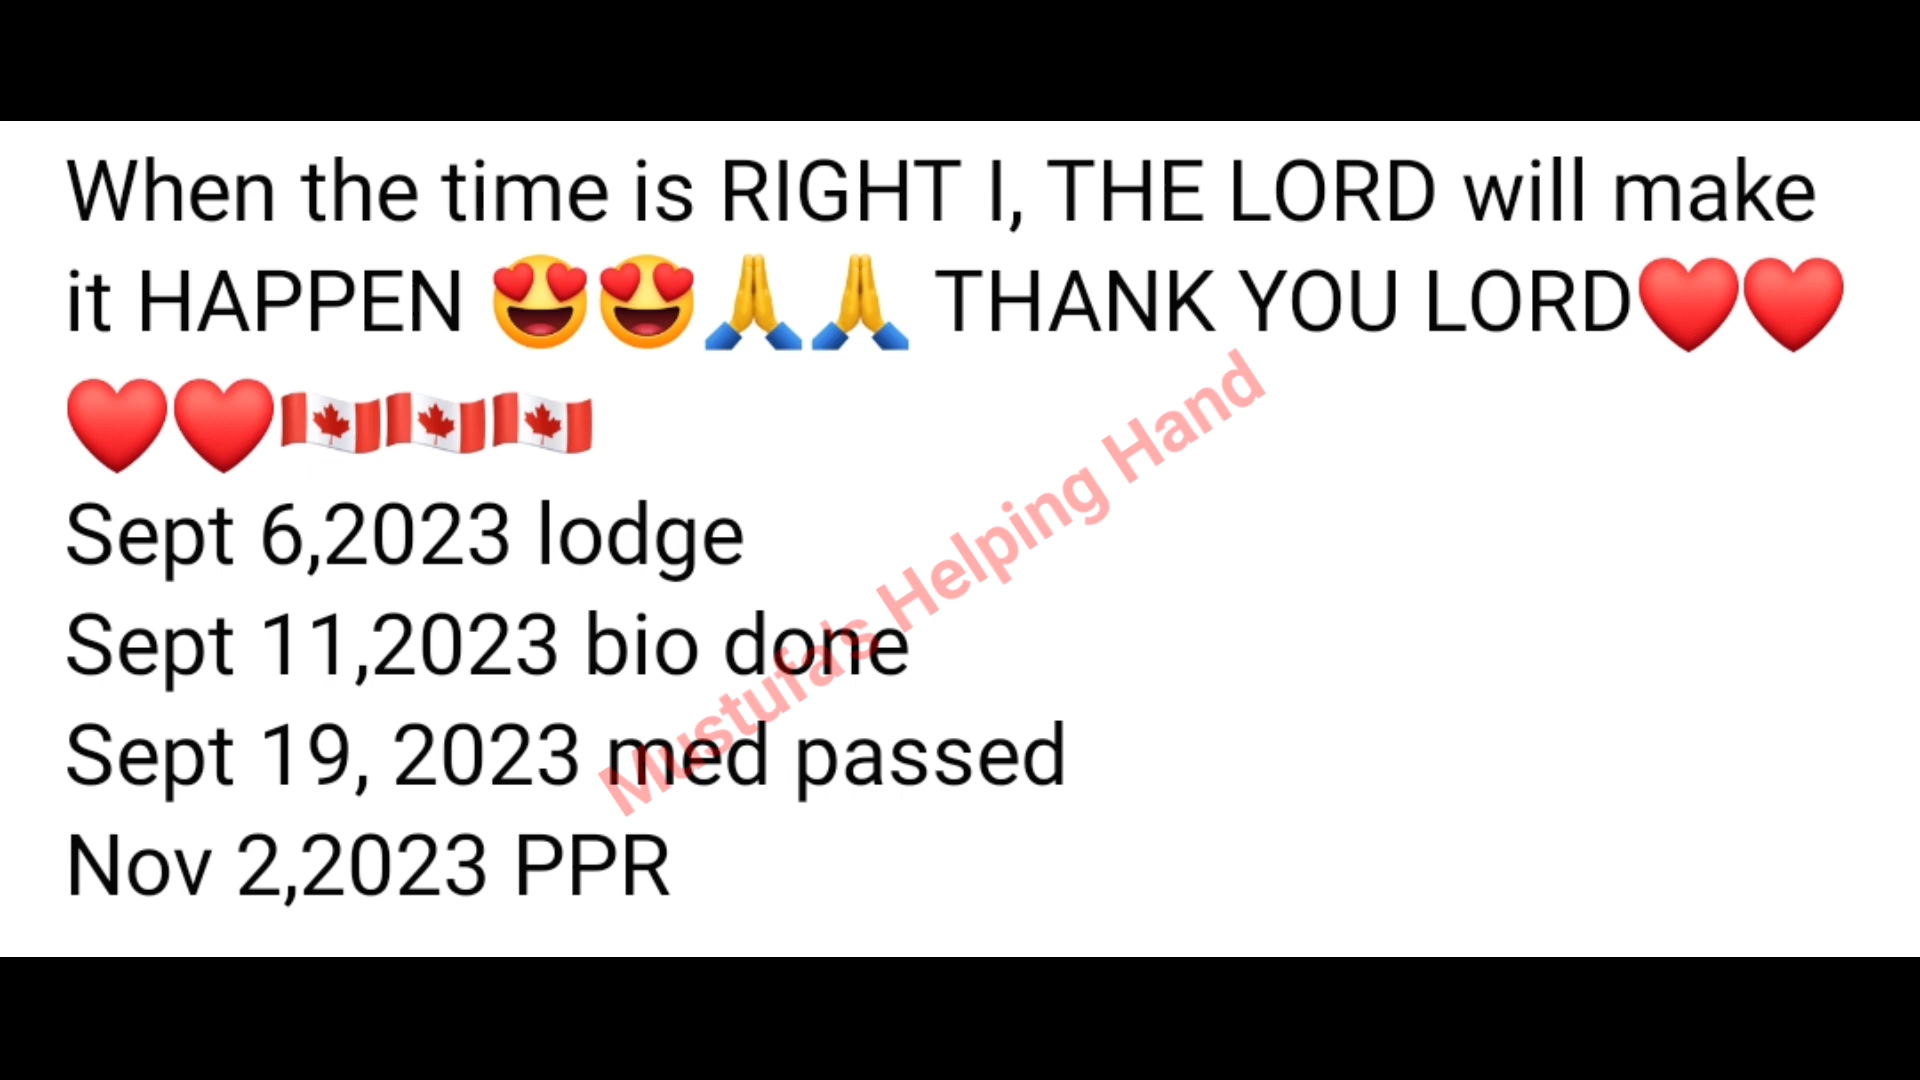 When the time is RIGHT I, THE LORD will make
it HAPPEN 😍😍🙏🙏 THANK YOU LORD❤️❤️
❤️❤️🇨🇦🇨🇦🇨🇦
Sept 6,2023 lodge
Sept 11,2023 bio done
Sept 19, 2023 med passed
Nov 2,2023 PPR
Mustufa's Helping Hand